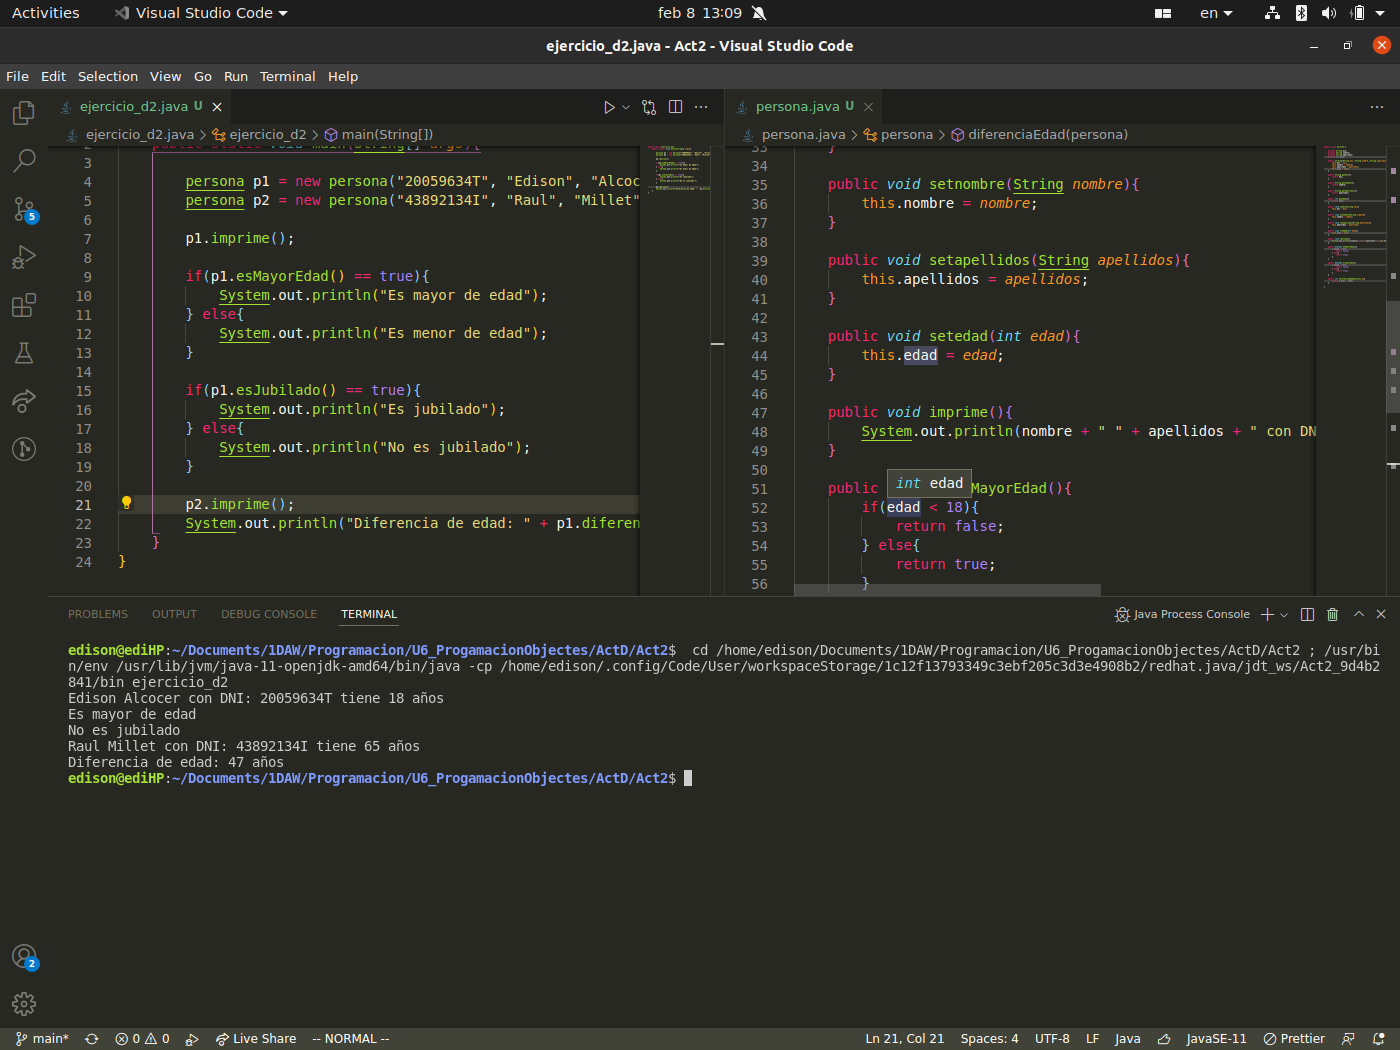 Activities
Visual Studio Code
feb 8 13:09
en
ejercicio_d2.java - Act2 - Visual Studio Code
File Edit Selection View Go Run Terminal Help
ejercicio_d2.java U
ejercicio_d2.java > ejercicio_d2 > main(String[])
2 public static void main(String[] args){
3
4 persona p1 = new persona("20059634T", "Edison", "Alcoc
5 persona p2 = new persona("43892134I", "Raul", "Millet"
6
7 p1.imprime();
8
9 if(p1.esMayorEdad() == true){
10 System.out.println("Es mayor de edad");
11 } else{
12 System.out.println("Es menor de edad");
13 }
14
15 if(p1.esJubilado() == true){
16 System.out.println("Es jubilado");
17 } else{
18 System.out.println("No es jubilado");
19 }
20
21 p2.imprime();
22 System.out.println("Diferencia de edad: " + p1.diferen
23 }
24 }
persona.java U
persona.java > persona > diferenciaEdad(persona)
33 }
34
35 public void setnombre(String nombre){
36 this.nombre = nombre;
37 }
38
39 public void setapellidos(String apellidos){
40 this.apellidos = apellidos;
41 }
42
43 public void setedad(int edad){
44 this.edad = edad;
45 }
46
47 public void imprime(){
48 System.out.println(nombre + " " + apellidos + " con DN
49 }
50
int edad
51 public MayorEdad(){
52 if(edad < 18){
53 return false;
54 } else{
55 return true;
56 }
PROBLEMS OUTPUT DEBUG CONSOLE TERMINAL
Java Process Console
edison@ediHP:~/Documents/1DAW/Programacion/U6_ProgamacionObjectes/ActD/Act2$  cd /home/edison/Documents/1DAW/Programacion/U6_ProgamacionObjectes/ActD/Act2 ; /usr/bi
n/env /usr/lib/jvm/java-11-openjdk-amd64/bin/java -cp /home/edison/.config/Code/User/workspaceStorage/1c12f13793349c3ebf205c3d3e4908b2/redhat.java/jdt_ws/Act2_9d4b2
841/bin ejercicio_d2
Edison Alcocer con DNI: 20059634T tiene 18 años
Es mayor de edad
No es jubilado
Raul Millet con DNI: 43892134I tiene 65 años
Diferencia de edad: 47 años
edison@ediHP:~/Documents/1DAW/Programacion/U6_ProgamacionObjectes/ActD/Act2$
5
2
main* 0 0 Live Share -- NORMAL -- Ln 21, Col 21 Spaces: 4 UTF-8 LF Java JavaSE-11 Prettier